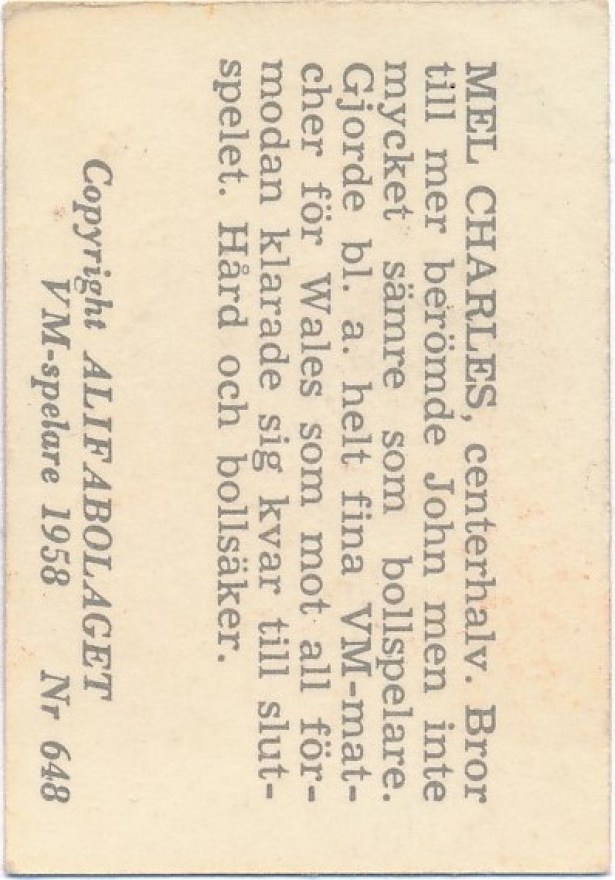 MEL CHARLES, centerhalv. Bror
till mer berömde John men inte
mycket sämre som bollspelare.
Gjorde bl. a. helt fina VM-mat-
cher för Wales som mot all för-
modan klarade sig kvar till slut-
spelet. Hård och bollsäker.
Copyright ALIFABOLAGET
VM-spelare 1958 Nr 648